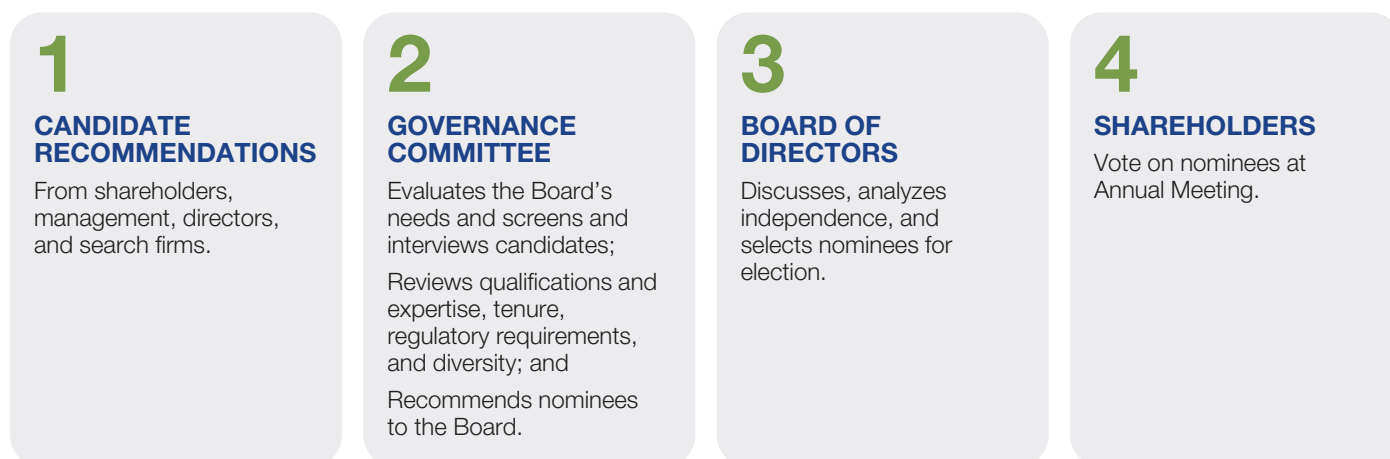 1
CANDIDATE
RECOMMENDATIONS
From shareholders,
management, directors,
and search firms.
2
GOVERNANCE
COMMITTEE
Evaluates the Board’s
needs and screens and
interviews candidates;
Reviews qualifications and
expertise, tenure,
regulatory requirements,
and diversity; and
Recommends nominees
to the Board.
3
BOARD OF
DIRECTORS
Discusses, analyzes
independence, and
selects nominees for
election.
4
SHAREHOLDERS
Vote on nominees at
Annual Meeting.